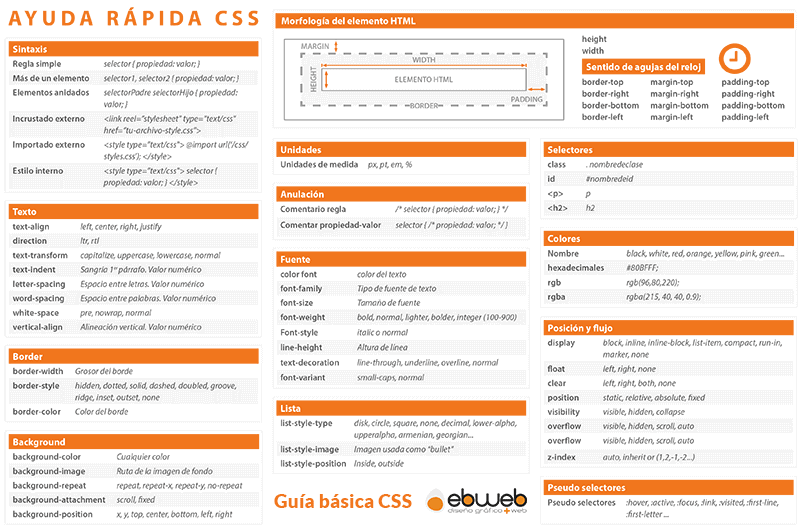 AYUDA RÁPIDA CSS
Sintaxis
Regla simple selector { propiedad: valor; }
Más de un elemento selector1, selector2 { propiedad: valor; }
Elementos anidados selectorPadre selectorHijo { propiedad:
valor; }
Incrustado externo <link reel="stylesheet" type="text/css"
href="tu-archivo-style.css">
Importado externo <style type="text/css"> @import url('/css/
styles.css'); </style>
Estilo interno <style type="text/css"> selector {
propiedad: valor; } </style>
Texto
text-align left, center, right, justify
direction ltr, rtl
text-transform capitalize, uppercase, lowercase, normal
text-indent Sangría 1º párrafo. Valor numérico
letter-spacing Espacio entre letras. Valor numérico
word-spacing Espacio entre palabras. Valor numérico
white-space pre, nowrap, normal
vertical-align Alineación vertical. Valor numérico
Border
border-width Grosor del borde
border-style hidden, dotted, solid, dashed, doubled, groove,
ridge, inset, outset, none
border-color Color del borde
Background
background-color Cualquier color
background-image Ruta de la imagen de fondo
background-repeat repeat, repeat-x, repeat-y, no-repeat
background-attachment scroll, fixed
background-position x, y, top, center, bottom, left, right
Morfología del elemento HTML
MARGIN
WIDTH
HEIGHT
ELEMENTO HTML
PADDING
BORDER
height
width
Sentido de agujas del reloj
border-top margin-top padding-top
border-right margin-right padding-right
border-bottom margin-bottom padding-bottom
border-left margin-left padding-left
Unidades
Unidades de medida px, pt, em, %
Anulación
Comentario regla /* selector { propiedad: valor; } */
Comentar propiedad-valor selector { /* propiedad: valor; */ }
Fuente
color font color del texto
font-family Tipo de fuente de texto
font-size Tamaño de fuente
font-weight bold, normal, lighter, bolder, integer (100-900)
Font-style italic o normal
line-height Altura de línea
text-decoration line-through, underline, overline, normal
font-variant small-caps, normal
Lista
list-style-type disk, circle, square, none, decimal, lower-alpha,
upperalpha, armenian, georgian...
list-style-image Imagen usada como "bullet"
list-style-position Inside, outside
Guía básica CSS
ebweb
diseño gráfico + web
Selectores
class . nombredeclase
id #nombredeid
<p> p
<h2> h2
Colores
Nombre black, white, red, orange, yellow, pink, green...
hexadecimales #80BFFF;
rgb rgb(96,80,220);
rgba rgba(215, 40, 40, 0.9);
Posición y flujo
display block, inline, inline-block, list-item, compact, run-in,
marker, none
float left, right, none
clear left, right, both, none
position static, relative, absolute, fixed
visibility visible, hidden, collapse
overflow visible, hidden, scroll, auto
overflow visible, hidden, scroll, auto
z-index auto, inherit or (1,2,-1,-2...)
Pseudo selectores
Pseudo selectores :hover, :active, :focus, :link, :visited, :first-line,
:first-letter ...